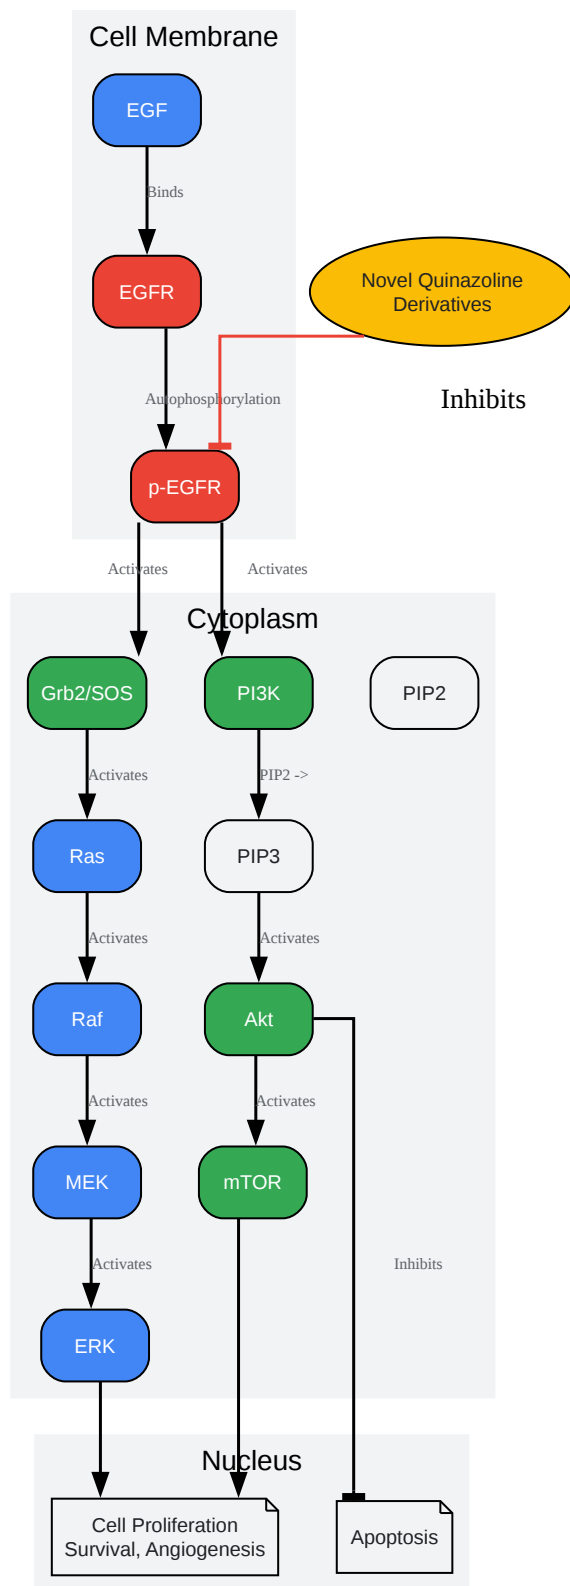 Cell Membrane
EGF
Binds
EGFR
Novel Quinazoline
Derivatives
Autophosphorylation
Inhibits
p-EGFR
Activates
Activates
Cytoplasm
Grb2/SOS
PI3K
PIP2
Activates
PIP2 ->
Ras
PIP3
Activates
Activates
Raf
Akt
Activates
Activates
MEK
mTOR
Activates
Inhibits
ERK
Nucleus
Cell Proliferation
Survival, Angiogenesis
Apoptosis